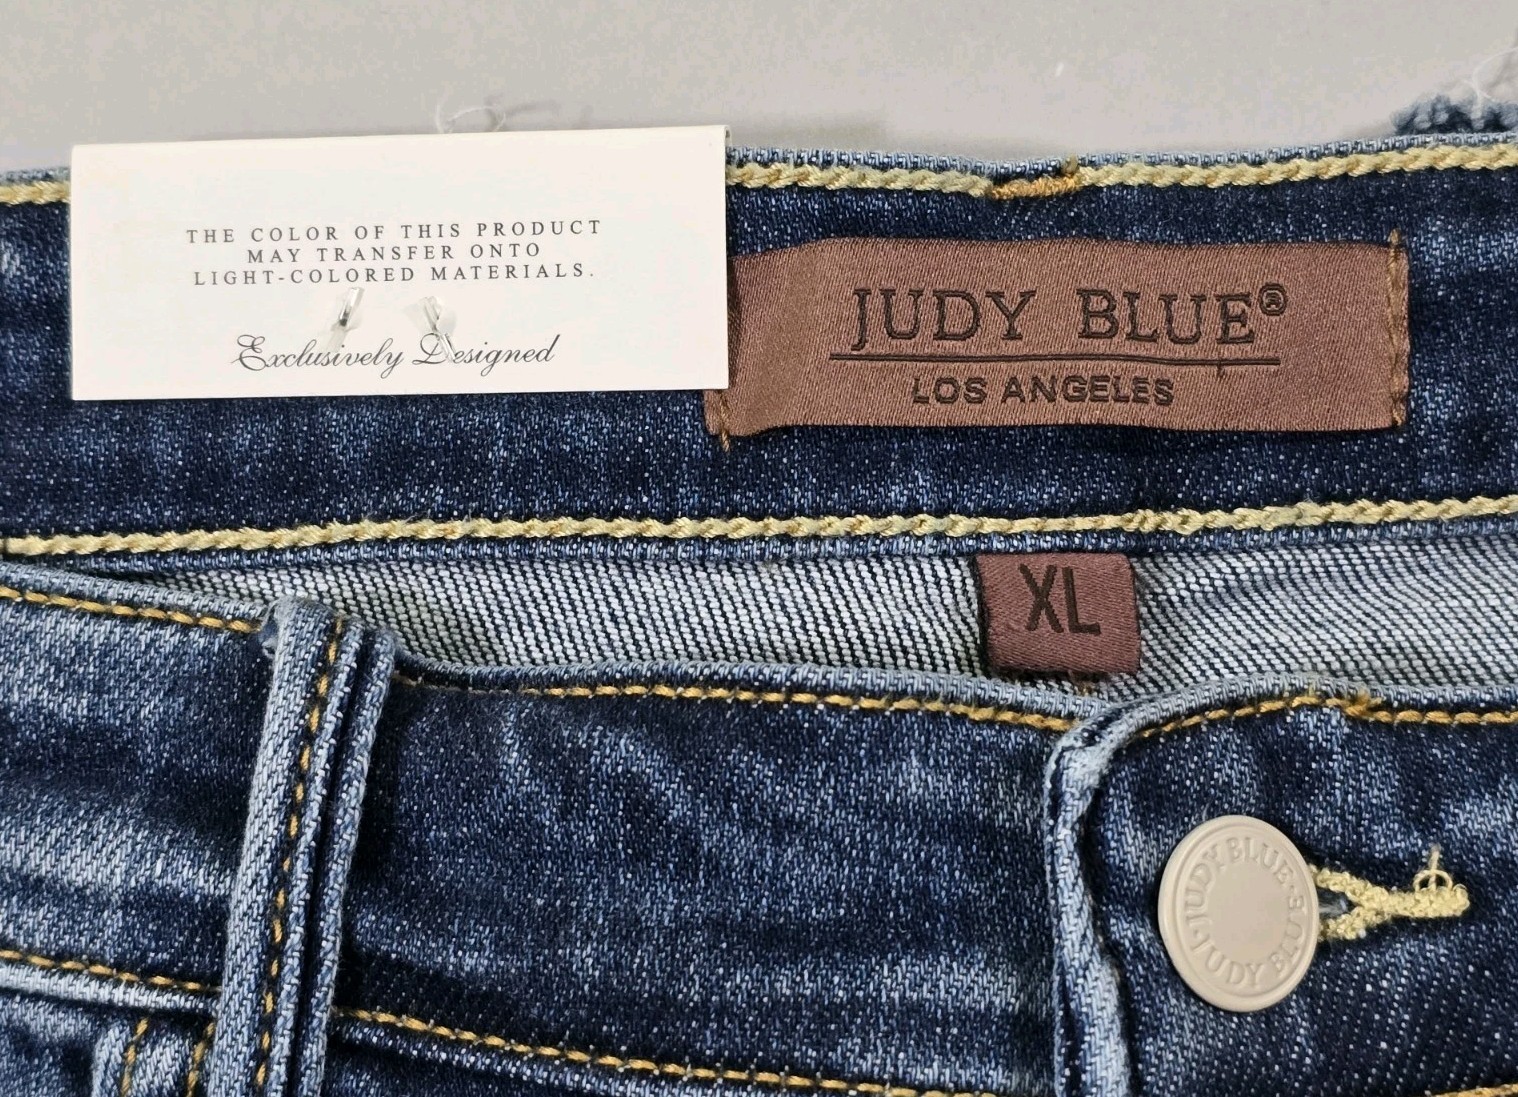 THE COLOR OF THIS PRODUCT
MAY TRANSFER ONTO
LIGHT-COLORED MATERIALS.
Exclusively Designed
JUDY BLUE®
LOS ANGELES
XL
JUDY BLUE · JUDY BLUE ·